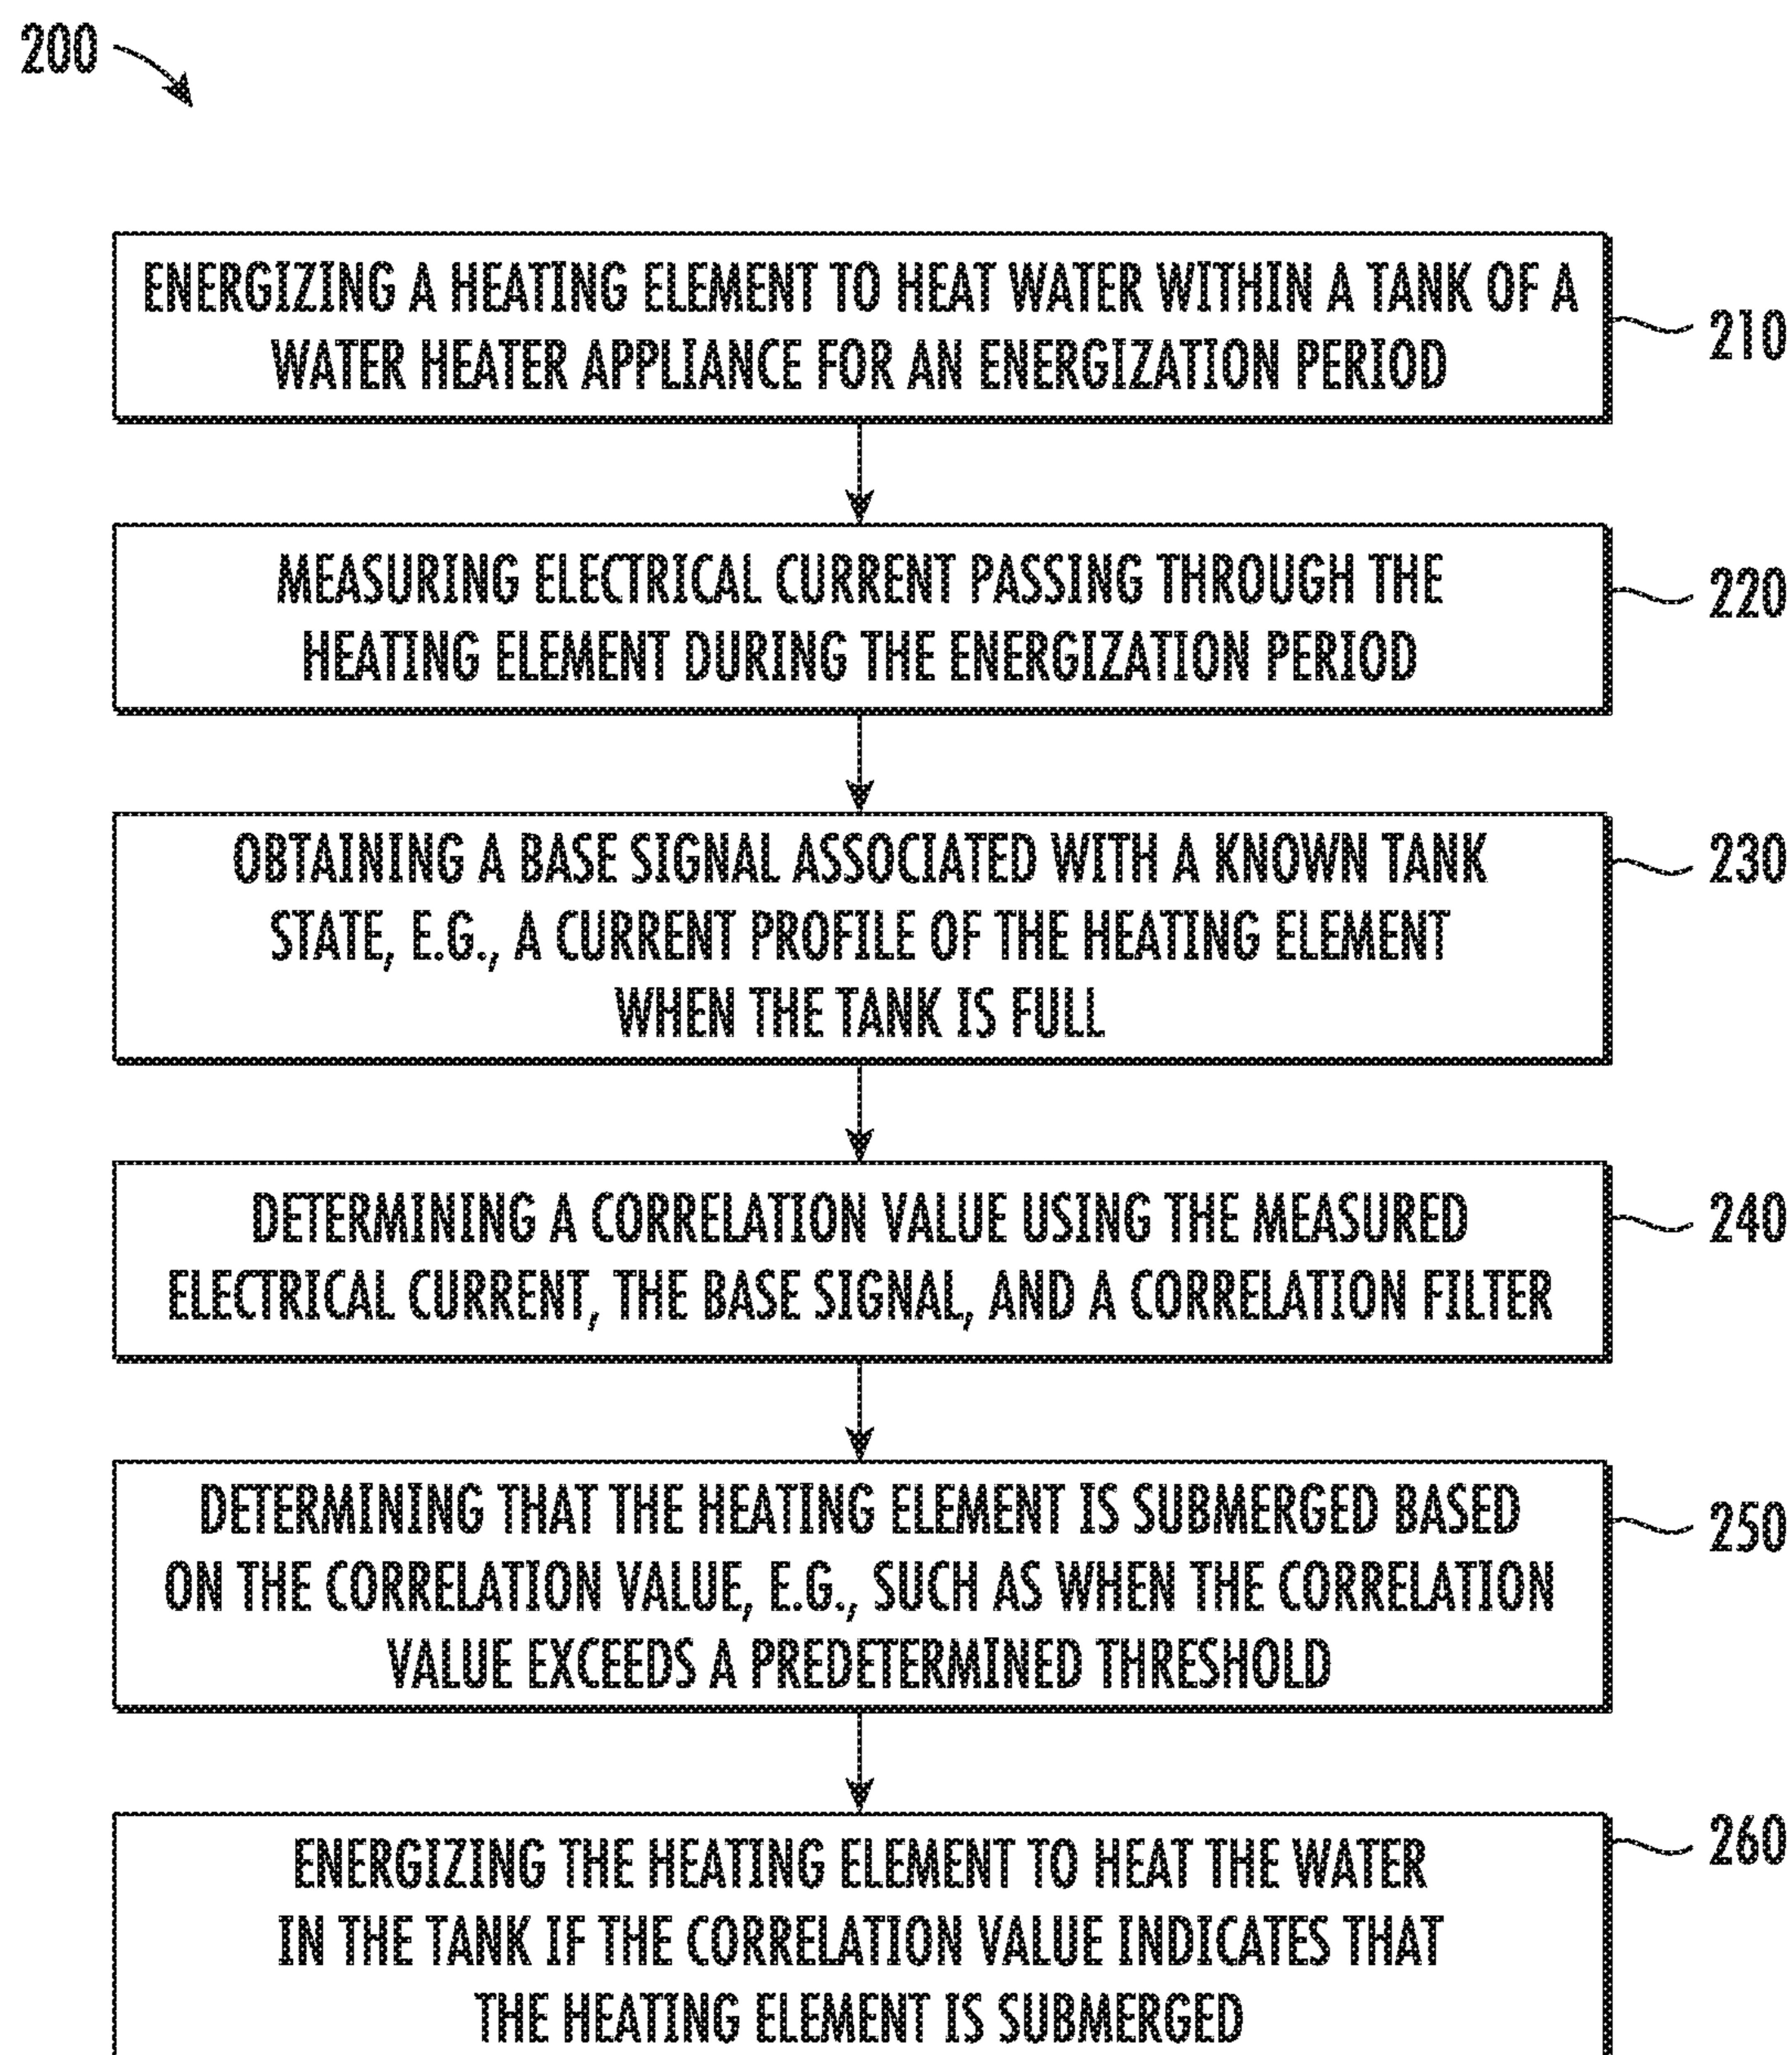 200
ENERGIZING A HEATING ELEMENT TO HEAT WATER WITHIN A TANK OF A
WATER HEATER APPLIANCE FOR AN ENERGIZATION PERIOD
210
MEASURING ELECTRICAL CURRENT PASSING THROUGH THE
HEATING ELEMENT DURING THE ENERGIZATION PERIOD
220
OBTAINING A BASE SIGNAL ASSOCIATED WITH A KNOWN TANK
STATE, E.G., A CURRENT PROFILE OF THE HEATING ELEMENT
WHEN THE TANK IS FULL
230
DETERMINING A CORRELATION VALUE USING THE MEASURED
ELECTRICAL CURRENT, THE BASE SIGNAL, AND A CORRELATION FILTER
240
DETERMINING THAT THE HEATING ELEMENT IS SUBMERGED BASED
ON THE CORRELATION VALUE, E.G., SUCH AS WHEN THE CORRELATION
VALUE EXCEEDS A PREDETERMINED THRESHOLD
250
ENERGIZING THE HEATING ELEMENT TO HEAT THE WATER
IN THE TANK IF THE CORRELATION VALUE INDICATES THAT
THE HEATING ELEMENT IS SUBMERGED
260